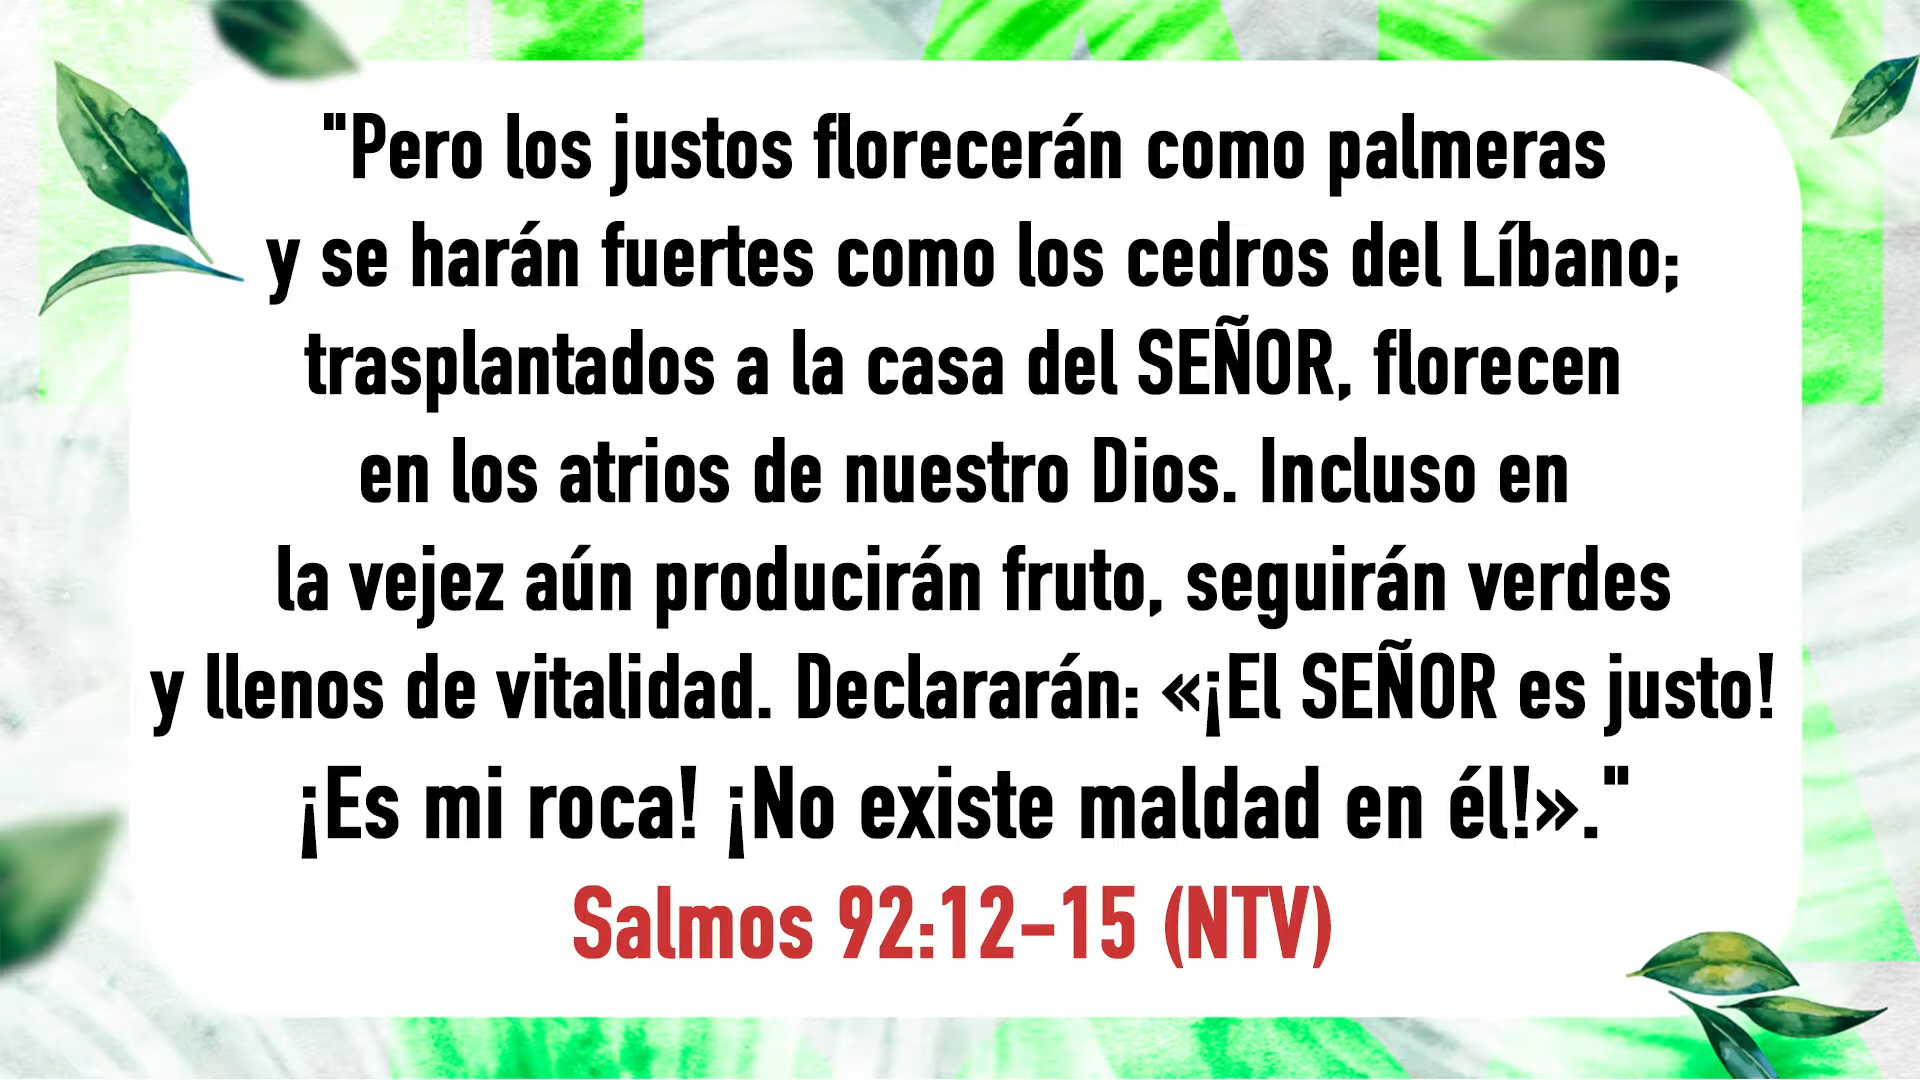 "Pero los justos florecerán como palmeras
y se harán fuertes como los cedros del Líbano;
trasplantados a la casa del SEÑOR, florecen
en los atrios de nuestro Dios. Incluso en
la vejez aún producirán fruto, seguirán verdes
y llenos de vitalidad. Declararán: «¡El SEÑOR es justo!
¡Es mi roca! ¡No existe maldad en él!»."
Salmos 92:12-15 (NTV)